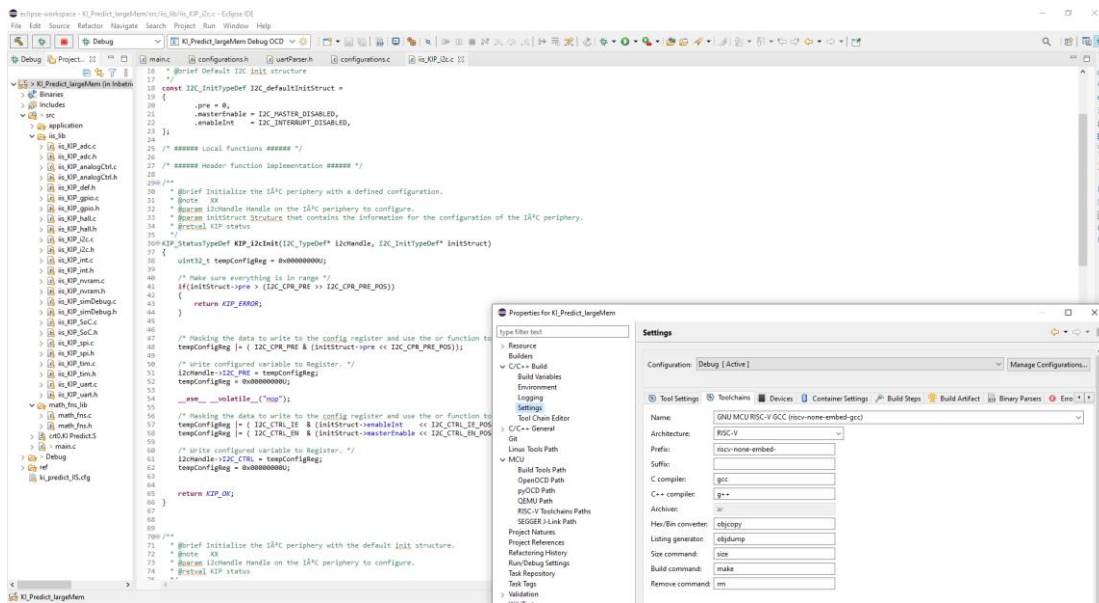 eclipse-workspace - KI_Predict_largeMem/src/iis_lib/iis_KIP_i2c.c - Eclipse IDE
File Edit Source Refactor Navigate Search Project Run Window Help
Debug
KI_Predict_largeMem Debug OCD
Debug
Project...
main.c
configurations.h
uartParser.h
configurations.c
iis_KIP_i2c.c
> KI_Predict_largeMem (in Inbetri
Binaries
Includes
> src
application
iis_lib
iis_KIP_adc.c
iis_KIP_adc.h
iis_KIP_analogCtrl.c
iis_KIP_analogCtrl.h
iis_KIP_def.h
iis_KIP_gpio.c
iis_KIP_gpio.h
iis_KIP_hall.c
iis_KIP_hall.h
iis_KIP_i2c.c
iis_KIP_i2c.h
iis_KIP_int.c
iis_KIP_int.h
iis_KIP_nvram.c
iis_KIP_nvram.h
iis_KIP_simDebug.c
iis_KIP_simDebug.h
iis_KIP_SoC.c
iis_KIP_SoC.h
iis_KIP_spi.c
iis_KIP_spi.h
iis_KIP_tim.c
iis_KIP_tim.h
iis_KIP_uart.c
iis_KIP_uart.h
math_fns_lib
math_fns.c
math_fns.h
crt0.KI Predict.S
> main.c
> Debug
ref
ki_predict_IIS.cfg
16 * @brief Default I2C init structure
17 */
18 const I2C_InitTypeDef I2C_defaultInitStruct =
19 {
20 .pre = 0,
21 .masterEnable = I2C_MASTER_DISABLED,
22 .enableInt = I2C_INTERRUPT_DISABLED,
23 };
24
25 /* ###### Local functions ###### */
26
27 /* ###### Header function implementation ###### */
28
29 /**
30 * @brief Initialize the IÂ²C periphery with a defined configuration.
31 * @note XX
32 * @param i2cHandle Handle on the IÂ²C periphery to configure.
33 * @param initStruct Struture that contains the information for the configuration of the IÂ²C periphery.
34 * @retval KIP status
35 */
36 KIP_StatusTypeDef KIP_i2cInit(I2C_TypeDef* i2cHandle, I2C_InitTypeDef* initStruct)
37 {
38 uint32_t tempConfigReg = 0x00000000U;
39
40 /* Make sure everything is in range */
41 if(initStruct->pre > (I2C_CPR_PRE >> I2C_CPR_PRE_POS))
42 {
43 return KIP_ERROR;
44 }
45
46
47 /* Masking the data to write to the config register and use the or function to
48 tempConfigReg |= ( I2C_CPR_PRE & (initStruct->pre << I2C_CPR_PRE_POS));
49
50 /* Write configured variable to Register. */
51 i2cHandle->I2C_PRE = tempConfigReg;
52 tempConfigReg = 0x00000000U;
53
54 __asm__ __volatile__("nop");
55
56 /* Masking the data to write to the config register and use the or function to
57 tempConfigReg |= ( I2C_CTRL_IE & (initStruct->enableInt << I2C_CTRL_IE_POS
58 tempConfigReg |= ( I2C_CTRL_EN & (initStruct->masterEnable << I2C_CTRL_EN_POS
59
60 /* Write configured variable to Register. */
61 i2cHandle->I2C_CTRL = tempConfigReg;
62 tempConfigReg = 0x00000000U;
63
64
65 return KIP_OK;
66 }
67
68
69
70 /**
71 * @brief Initialize the IÂ²C periphery with the default init structure.
72 * @note XX
73 * @param i2cHandle Handle on the IÂ²C periphery to configure.
74 * @retval KIP status
75 */
Properties for KI_Predict_largeMem
type filter text
Resource
Builders
C/C++ Build
Build Variables
Environment
Logging
Settings
Tool Chain Editor
C/C++ General
Git
Linux Tools Path
MCU
Build Tools Path
OpenOCD Path
pyOCD Path
QEMU Path
RISC-V Toolchains Paths
SEGGER J-Link Path
Project Natures
Project References
Refactoring History
Run/Debug Settings
Task Repository
Task Tags
Validation
Settings
Configuration: Debug [ Active ]
Manage Configurations...
Tool Settings
Toolchains
Devices
Container Settings
Build Steps
Build Artifact
Binary Parsers
Erro
Name: GNU MCU RISC-V GCC (riscv-none-embed-gcc)
Architecture: RISC-V
Prefix: riscv-none-embed-
Suffix:
C compiler: gcc
C++ compiler: g++
Archiver: ar
Hex/Bin converter: objcopy
Listing generator: objdump
Size command: size
Build command: make
Remove command: rm
KI_Predict_largeMem